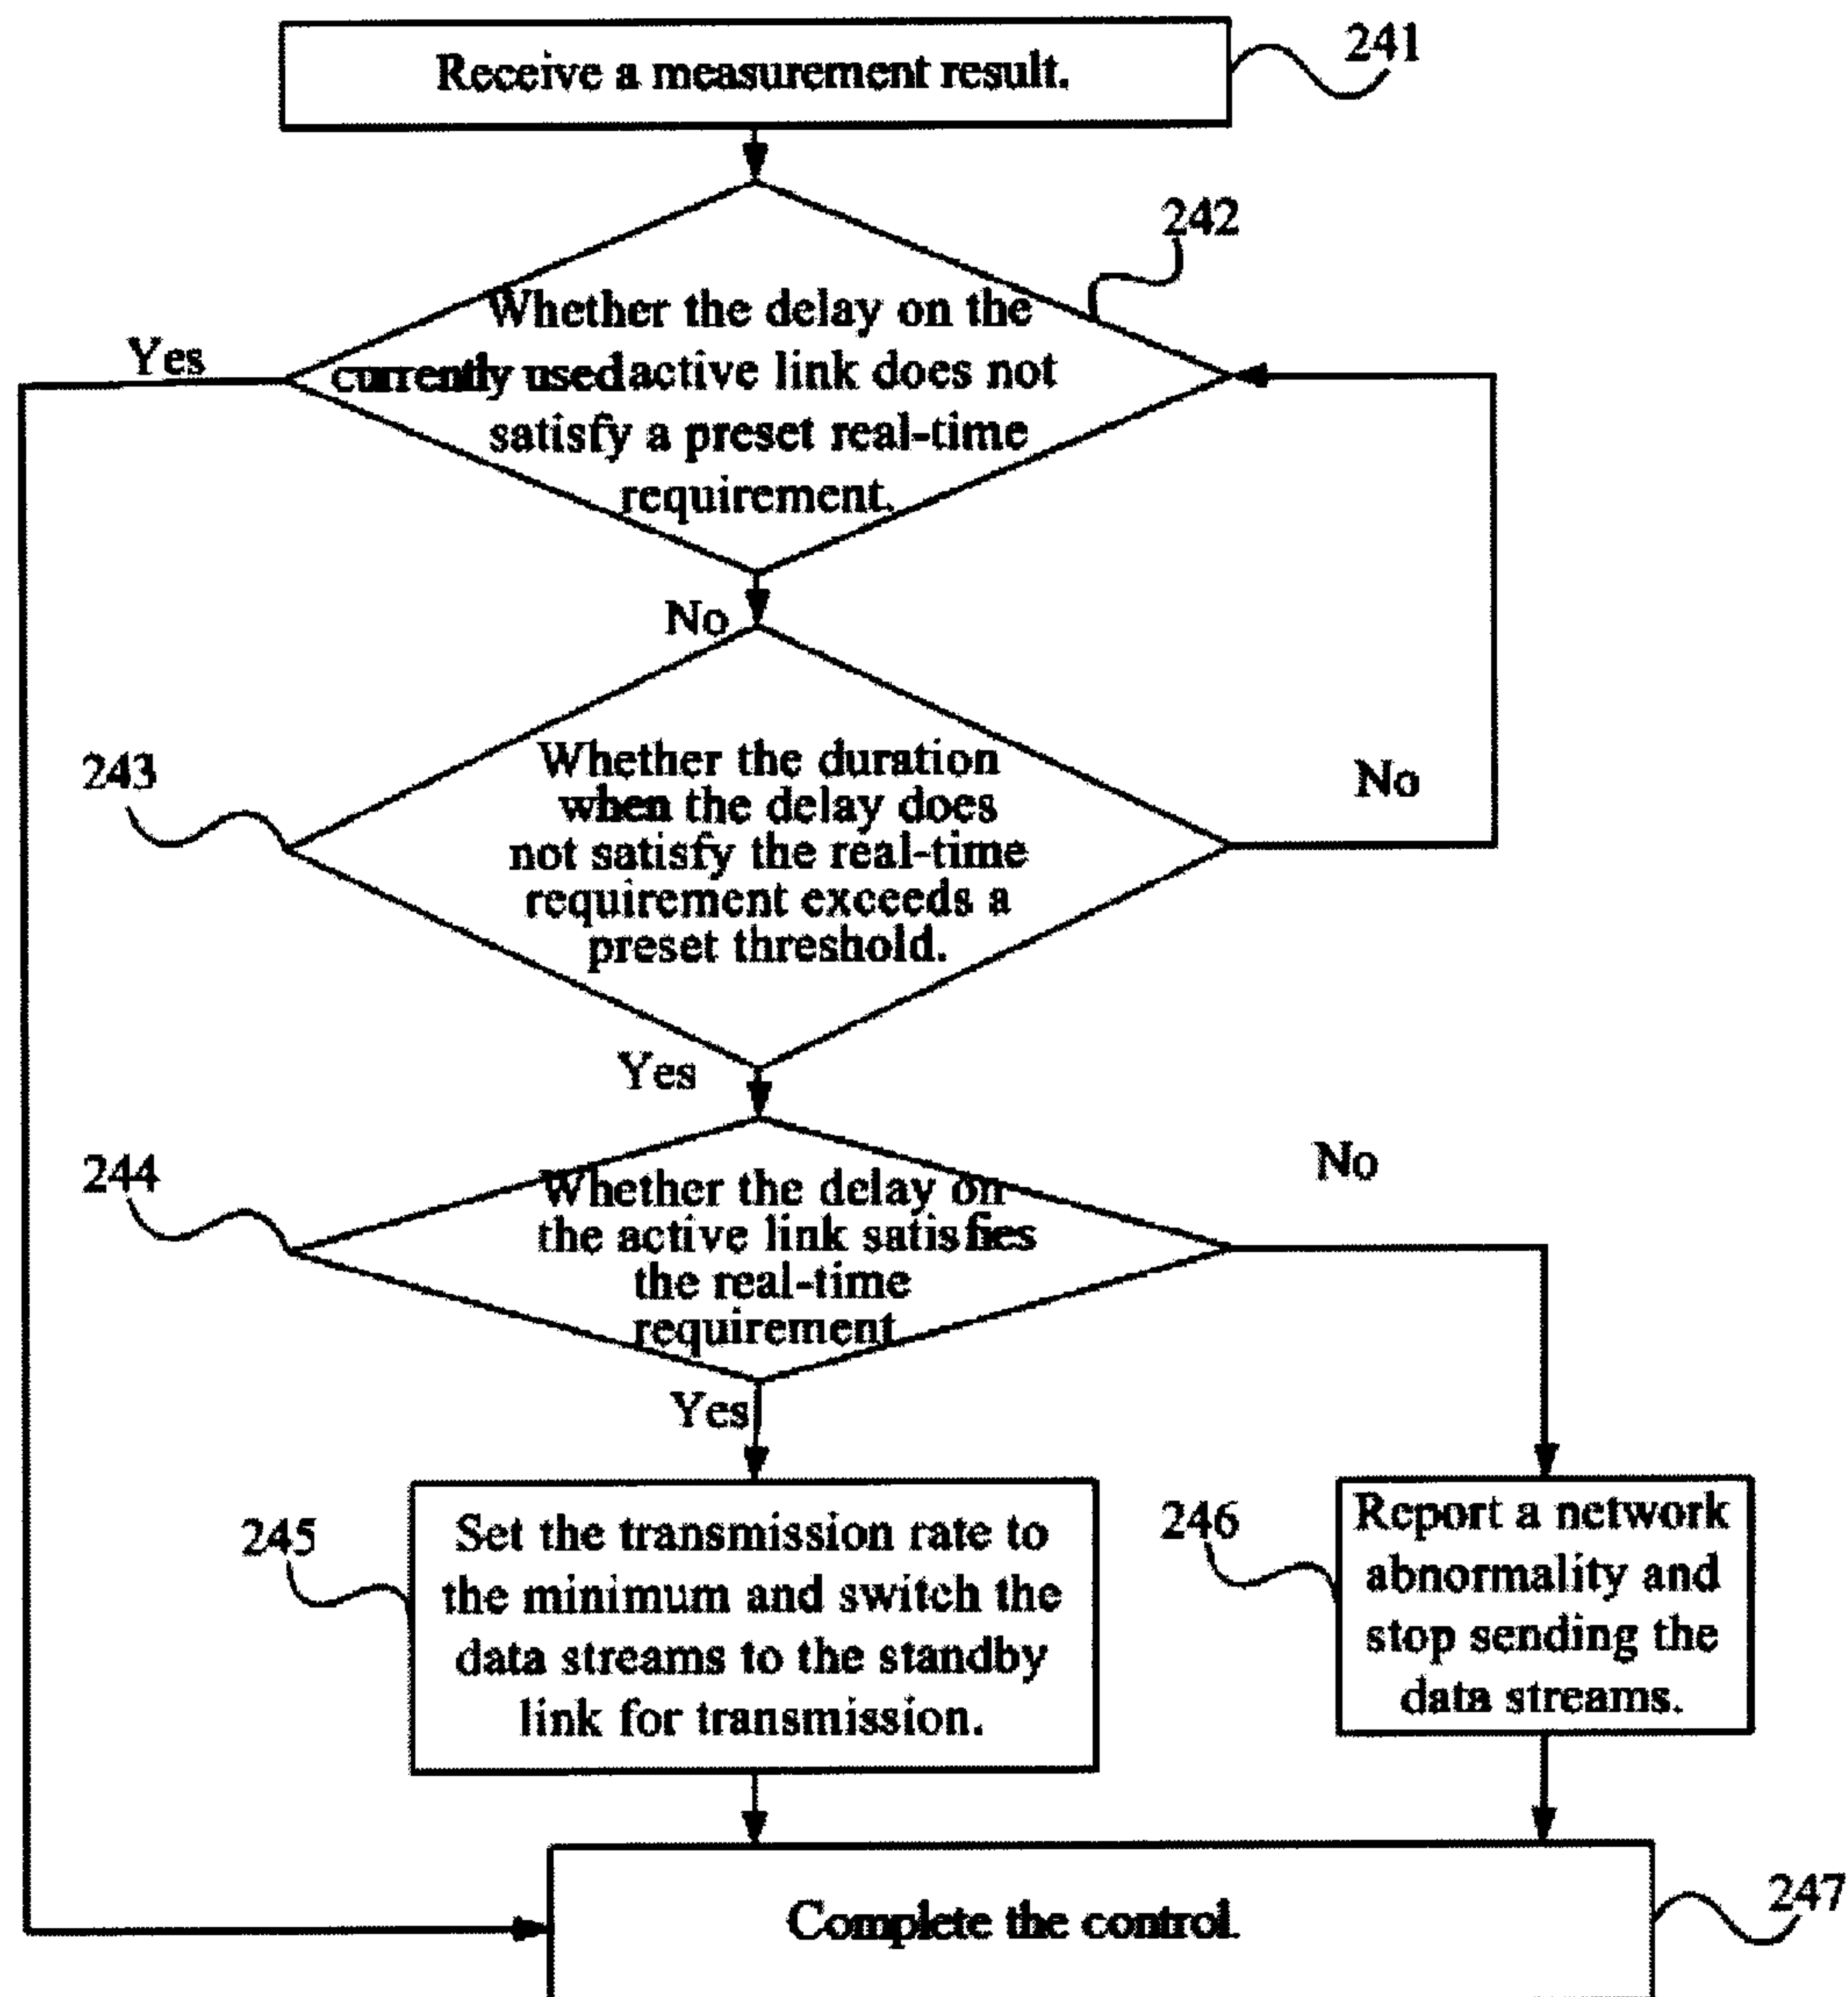 Receive a measurement result.
241
242
Whether the delay on the
currently used active link does not
satisfy a preset real-time
requirement.
Yes
No
243
Whether the duration
when the delay does
not satisfy the real-time
requirement exceeds a
preset threshold.
No
Yes
244
Whether the delay on
the active link satisfies
the real-time
requirement
No
Yes
245
Set the transmission rate to
the minimum and switch the
data streams to the standby
link for transmission.
246
Report a network
abnormality and
stop sending the
data streams.
Complete the control.
247